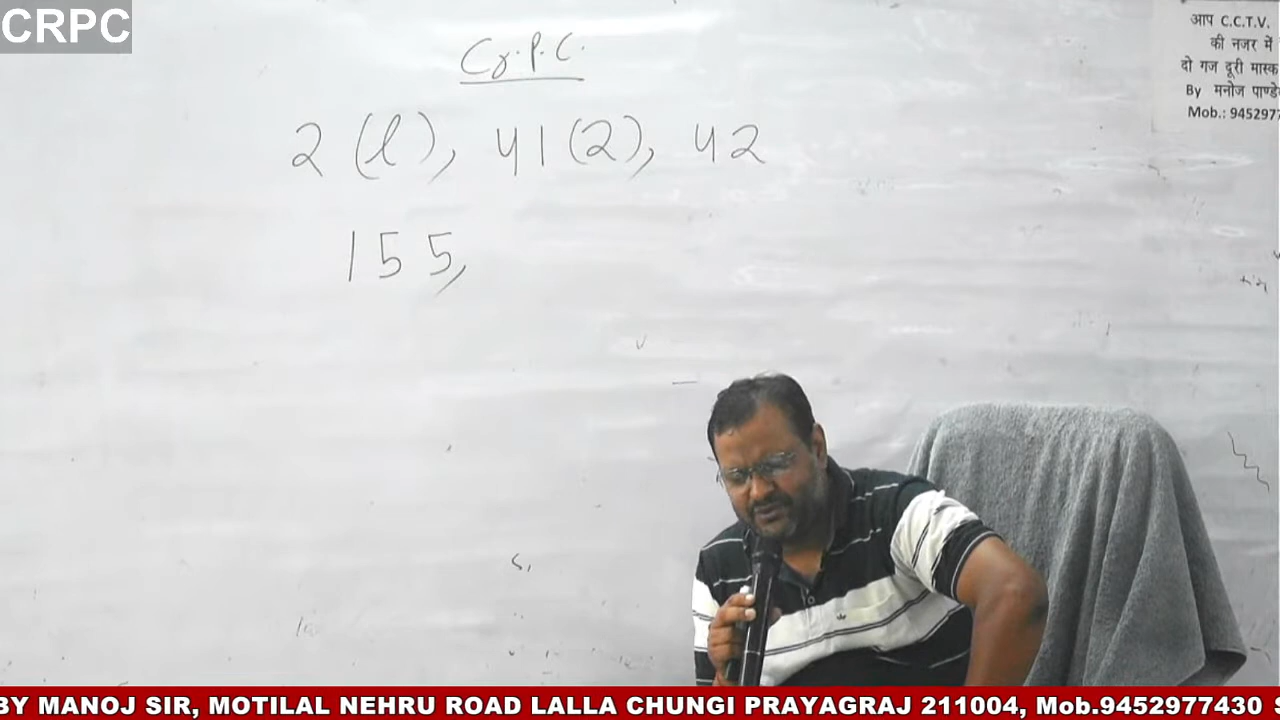 CRPC
Cr.P.C.
2 (l), 41(2), 42
155,
आप C.C.T.V.
की नजर में
दो गज दूरी मास्क
By मनोज पाण्डे
Mob.: 945297
BY MANOJ SIR, MOTILAL NEHRU ROAD LALLA CHUNGI PRAYAGRAJ 211004, Mob.9452977430